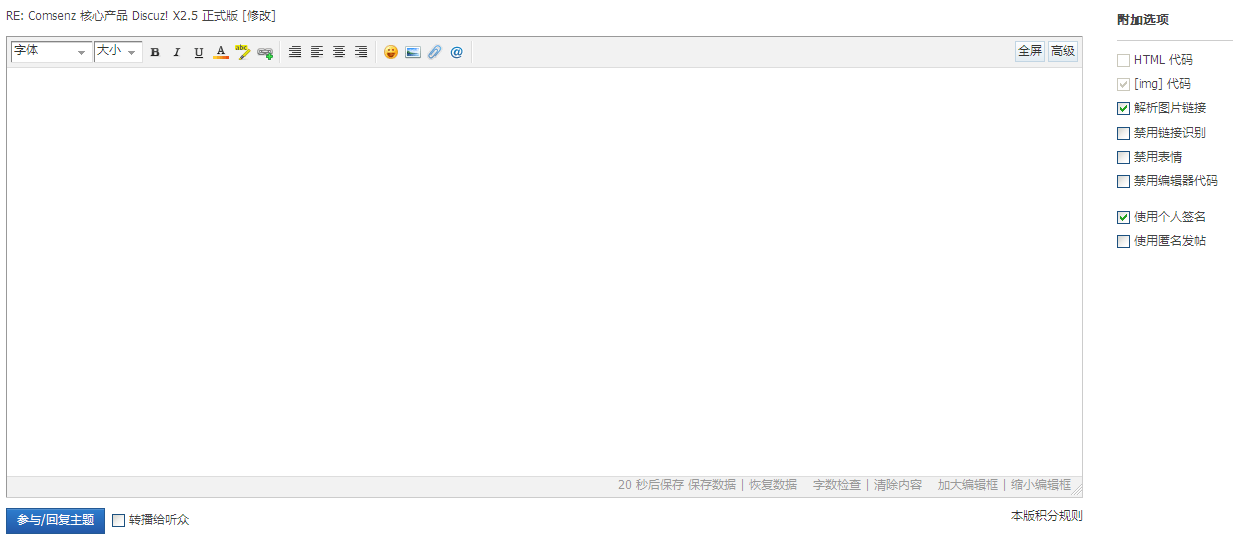 RE: Comsenz 核心产品 Discuz! X2.5 正式版 [修改]
字体 大小 B I U A abc @ 全屏 高级
20 秒后保存 保存数据 | 恢复数据 字数检查 | 清除内容 加大编辑框 | 缩小编辑框
参与/回复主题 转播给听众 本版积分规则
附加选项
HTML 代码
[img] 代码
解析图片链接
禁用链接识别
禁用表情
禁用编辑器代码
使用个人签名
使用匿名发帖